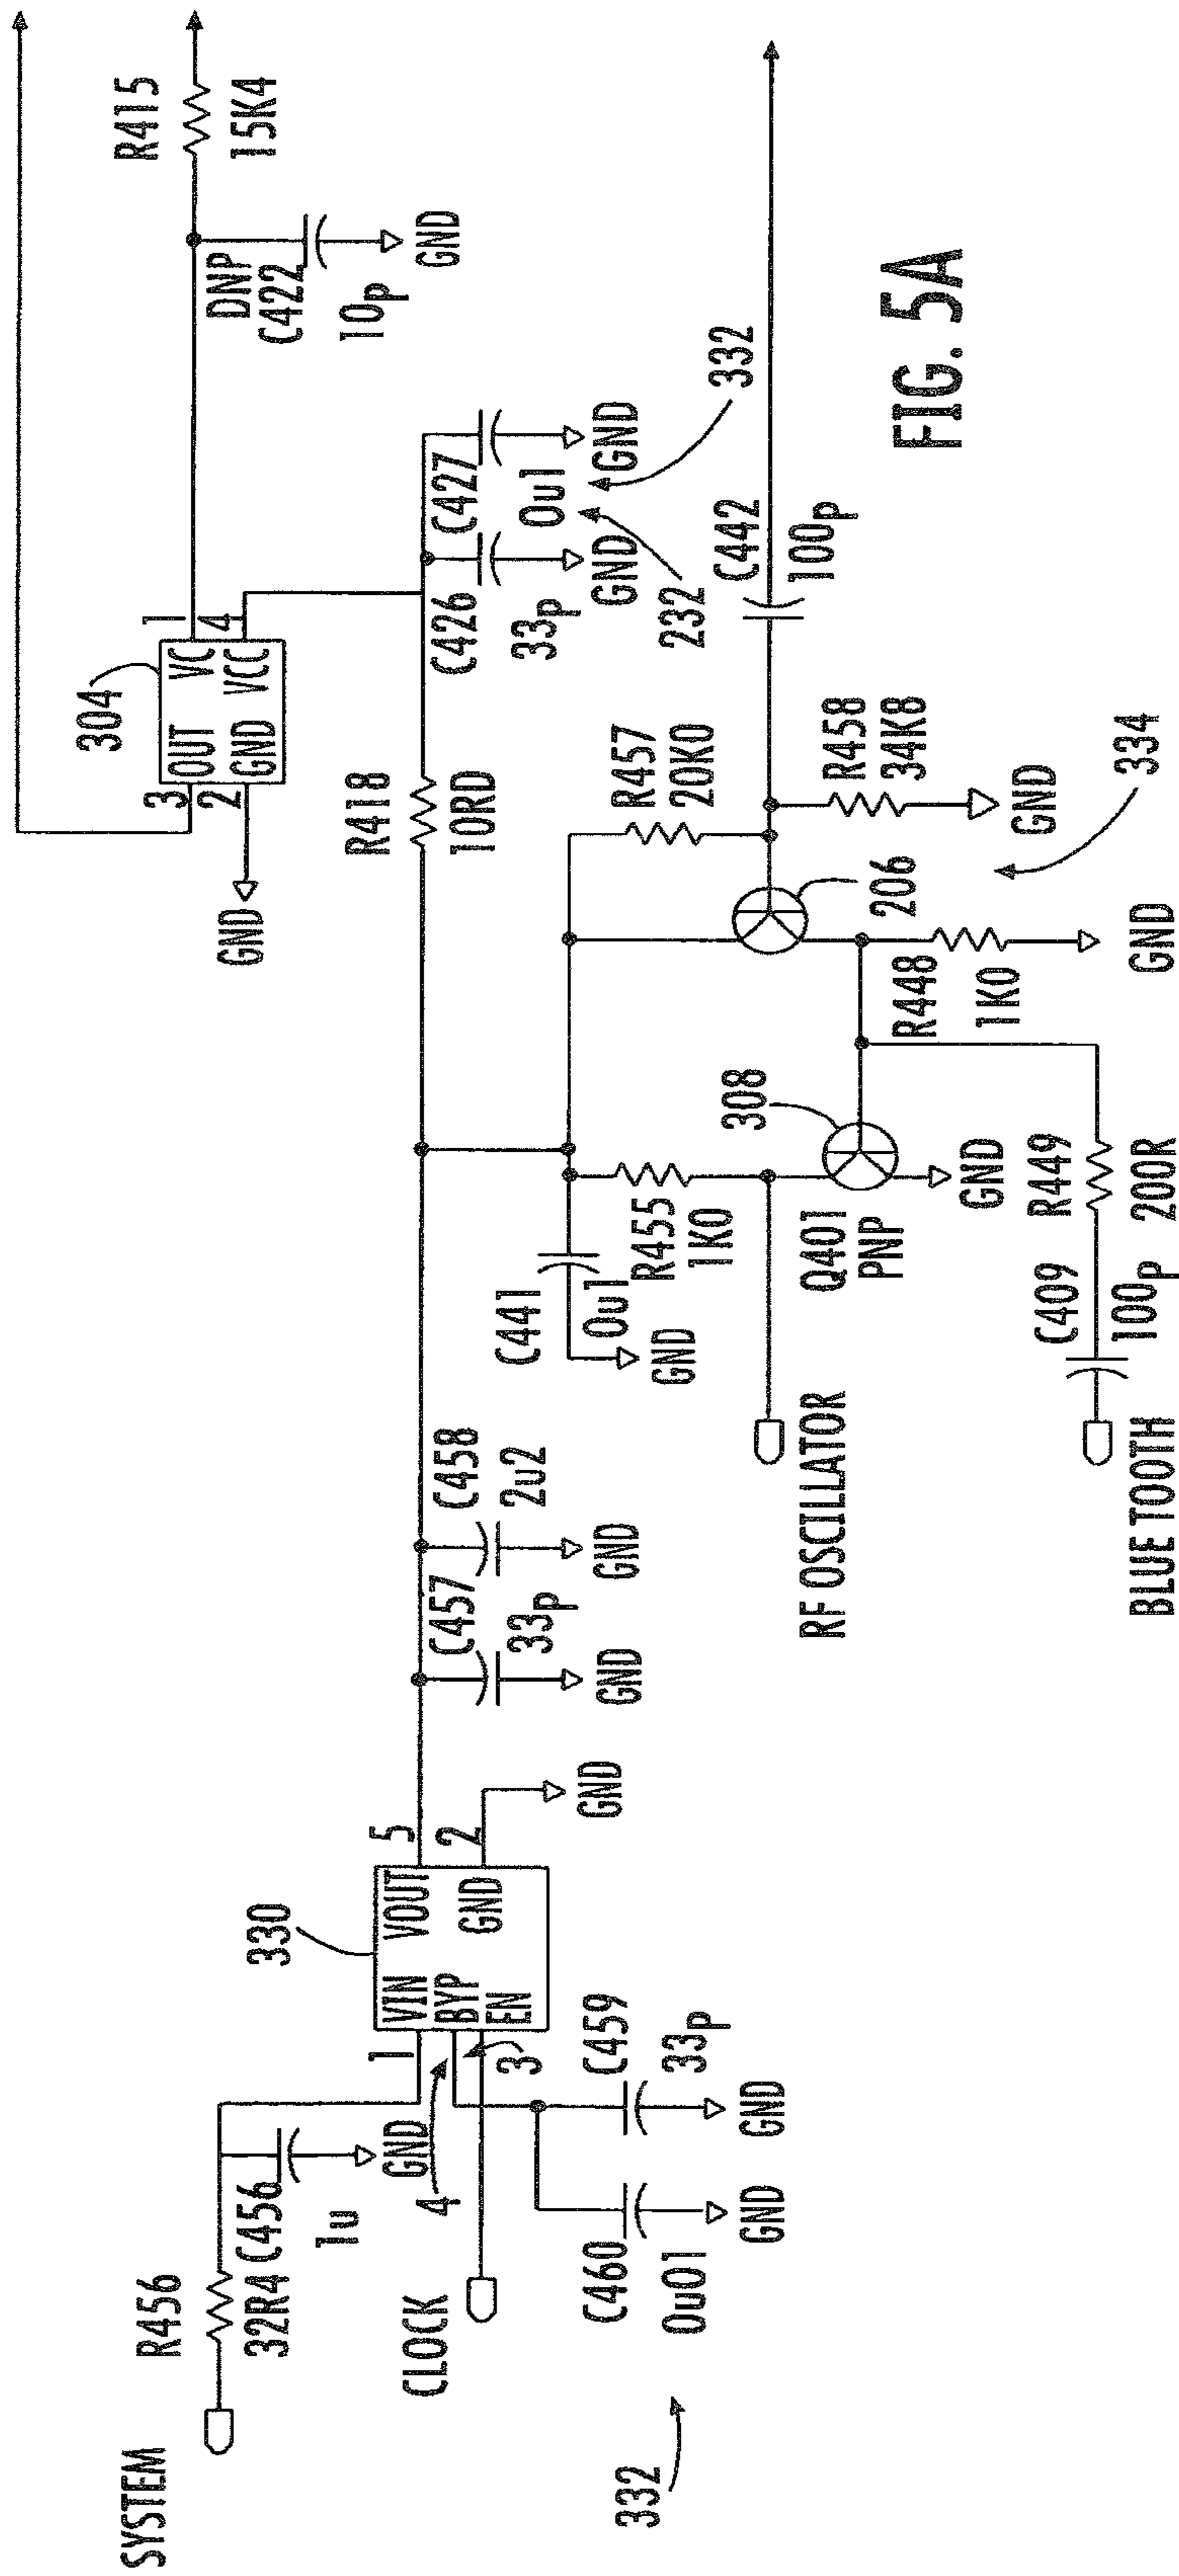 SYSTEM
R456
32R4
C456
1u
GND
CLOCK
4
3
1
330
VIN
VOUT
BYP
GND
EN
5
2
GND
C460
0u01
GND
C459
33p
GND
332
C457
33p
GND
C458
2u2
GND
C441
0u1
GND
R455
1K0
RF OSCILLATOR
Q401
PNP
308
GND
BLUE TOOTH
C409
100p
R449
200R
R448
1K0
GND
206
334
R457
20K0
R458
34K8
GND
C442
100p
R418
10RD
C426
33p
GND
C427
0u1
GND
232
332
304
3
OUT
VC
1
2
GND
VCC
4
GND
DNP
C422
10p
GND
R415
15K4
FIG. 5A